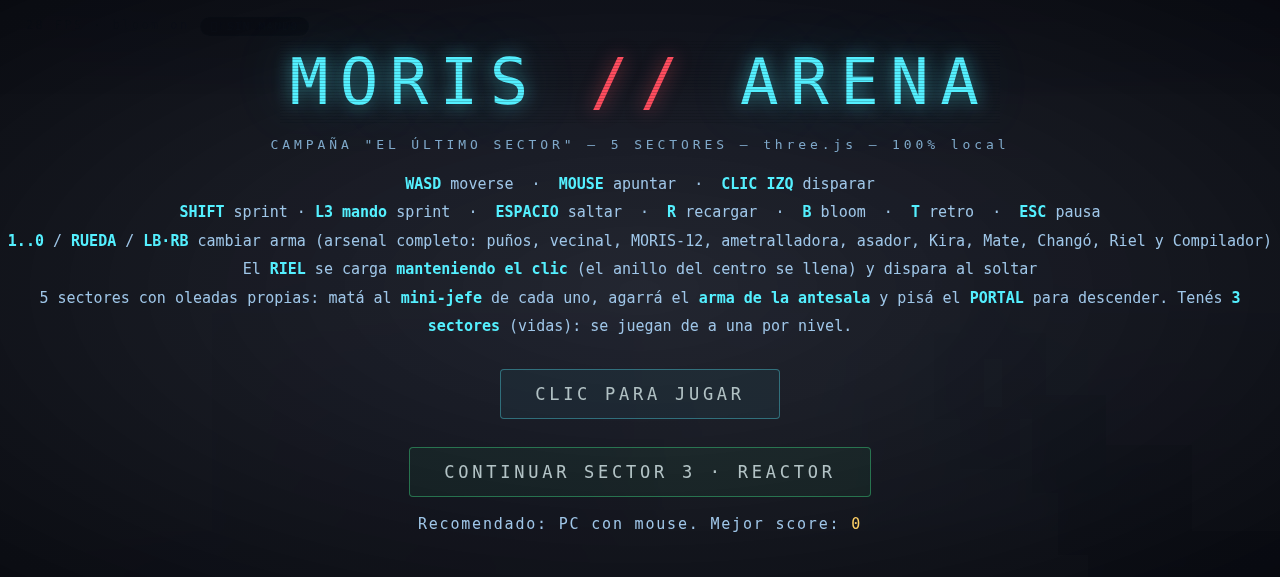 MORIS // ARENA
CAMPAÑA "EL ÚLTIMO SECTOR" — 5 SECTORES — three.js — 100% local
WASD moverse · MOUSE apuntar · CLIC IZQ disparar
SHIFT sprint · L3 mando sprint · ESPACIO saltar · R recargar · B bloom · T retro · ESC pausa
1..0 / RUEDA / LB·RB cambiar arma (arsenal completo: puños, vecinal, MORIS-12, ametralladora, asador, Kira, Mate, Changó, Riel y Compilador)
El RIEL se carga manteniendo el clic (el anillo del centro se llena) y dispara al soltar
5 sectores con oleadas propias: matá al mini-jefe de cada uno, agarrá el arma de la antesala y pisá el PORTAL para descender. Tenés 3
sectores (vidas): se juegan de a una por nivel.
CLIC PARA JUGAR
CONTINUAR SECTOR 3 · REACTOR
Recomendado: PC con mouse. Mejor score: 0